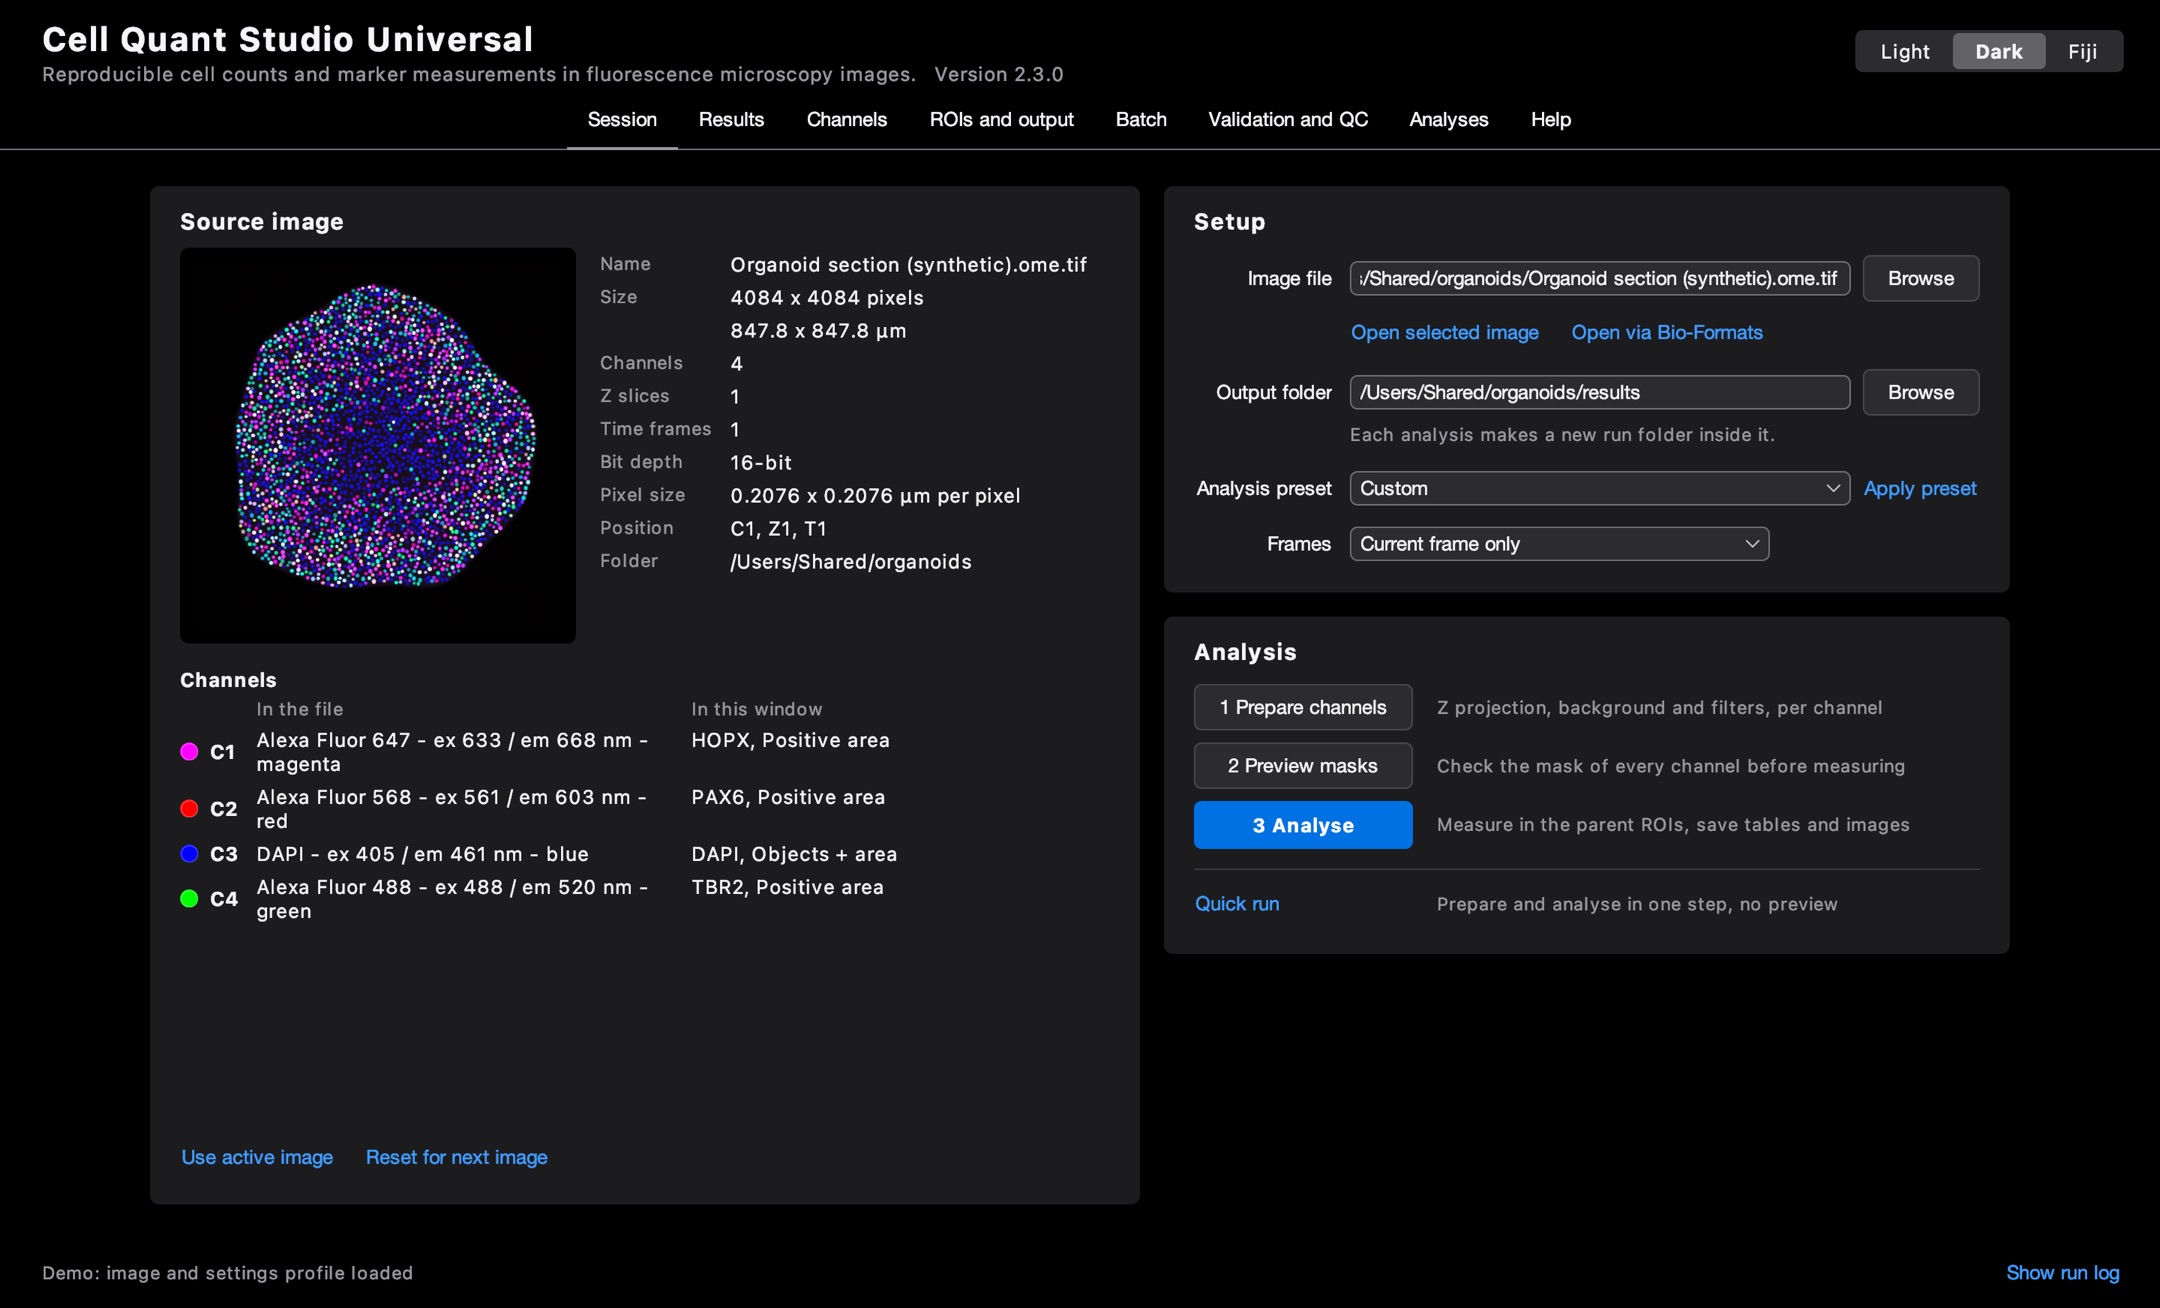 Cell Quant Studio Universal
Reproducible cell counts and marker measurements in fluorescence microscopy images. Version 2.3.0
Light Dark Fiji
Session Results Channels ROIs and output Batch Validation and QC Analyses Help
Source image
Name Organoid section (synthetic).ome.tif
Size 4084 x 4084 pixels
847.8 x 847.8 µm
Channels 4
Z slices 1
Time frames 1
Bit depth 16-bit
Pixel size 0.2076 x 0.2076 µm per pixel
Position C1, Z1, T1
Folder /Users/Shared/organoids
Channels
In the file In this window
C1 Alexa Fluor 647 - ex 633 / em 668 nm - HOPX, Positive area
magenta
C2 Alexa Fluor 568 - ex 561 / em 603 nm - PAX6, Positive area
red
C3 DAPI - ex 405 / em 461 nm - blue DAPI, Objects + area
C4 Alexa Fluor 488 - ex 488 / em 520 nm - TBR2, Positive area
green
Use active image Reset for next image
Setup
Image file /Shared/organoids/Organoid section (synthetic).ome.tif Browse
Open selected image Open via Bio-Formats
Output folder /Users/Shared/organoids/results Browse
Each analysis makes a new run folder inside it.
Analysis preset Custom Apply preset
Frames Current frame only
Analysis
1 Prepare channels Z projection, background and filters, per channel
2 Preview masks Check the mask of every channel before measuring
3 Analyse Measure in the parent ROIs, save tables and images
Quick run Prepare and analyse in one step, no preview
Demo: image and settings profile loaded
Show run log